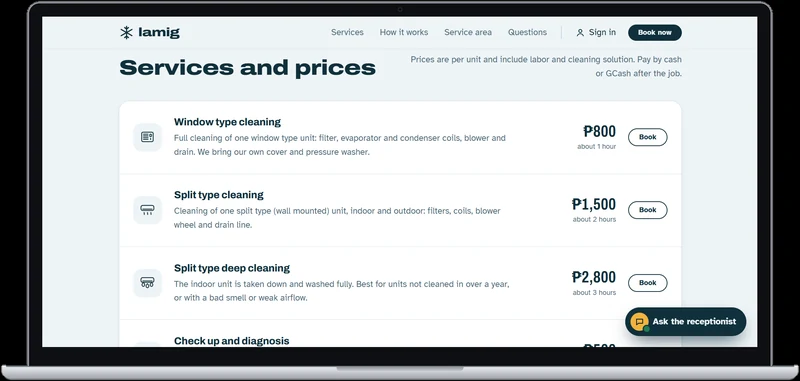 lamig
Services
How it works
Service area
Questions
Sign in
Book now
Services and prices
Prices are per unit and include labor and cleaning solution. Pay by cash
or GCash after the job.
Window type cleaning
Full cleaning of one window type unit: filter, evaporator and condenser coils, blower and
drain. We bring our own cover and pressure washer.
₱800
about 1 hour
Book
Split type cleaning
Cleaning of one split type (wall mounted) unit, indoor and outdoor: filters, coils, blower
wheel and drain line.
₱1,500
about 2 hours
Book
Split type deep cleaning
The indoor unit is taken down and washed fully. Best for units not cleaned in over a year,
or with a bad smell or weak airflow.
₱2,800
about 3 hours
Book
Ask the receptionist
Check up and diagnosis